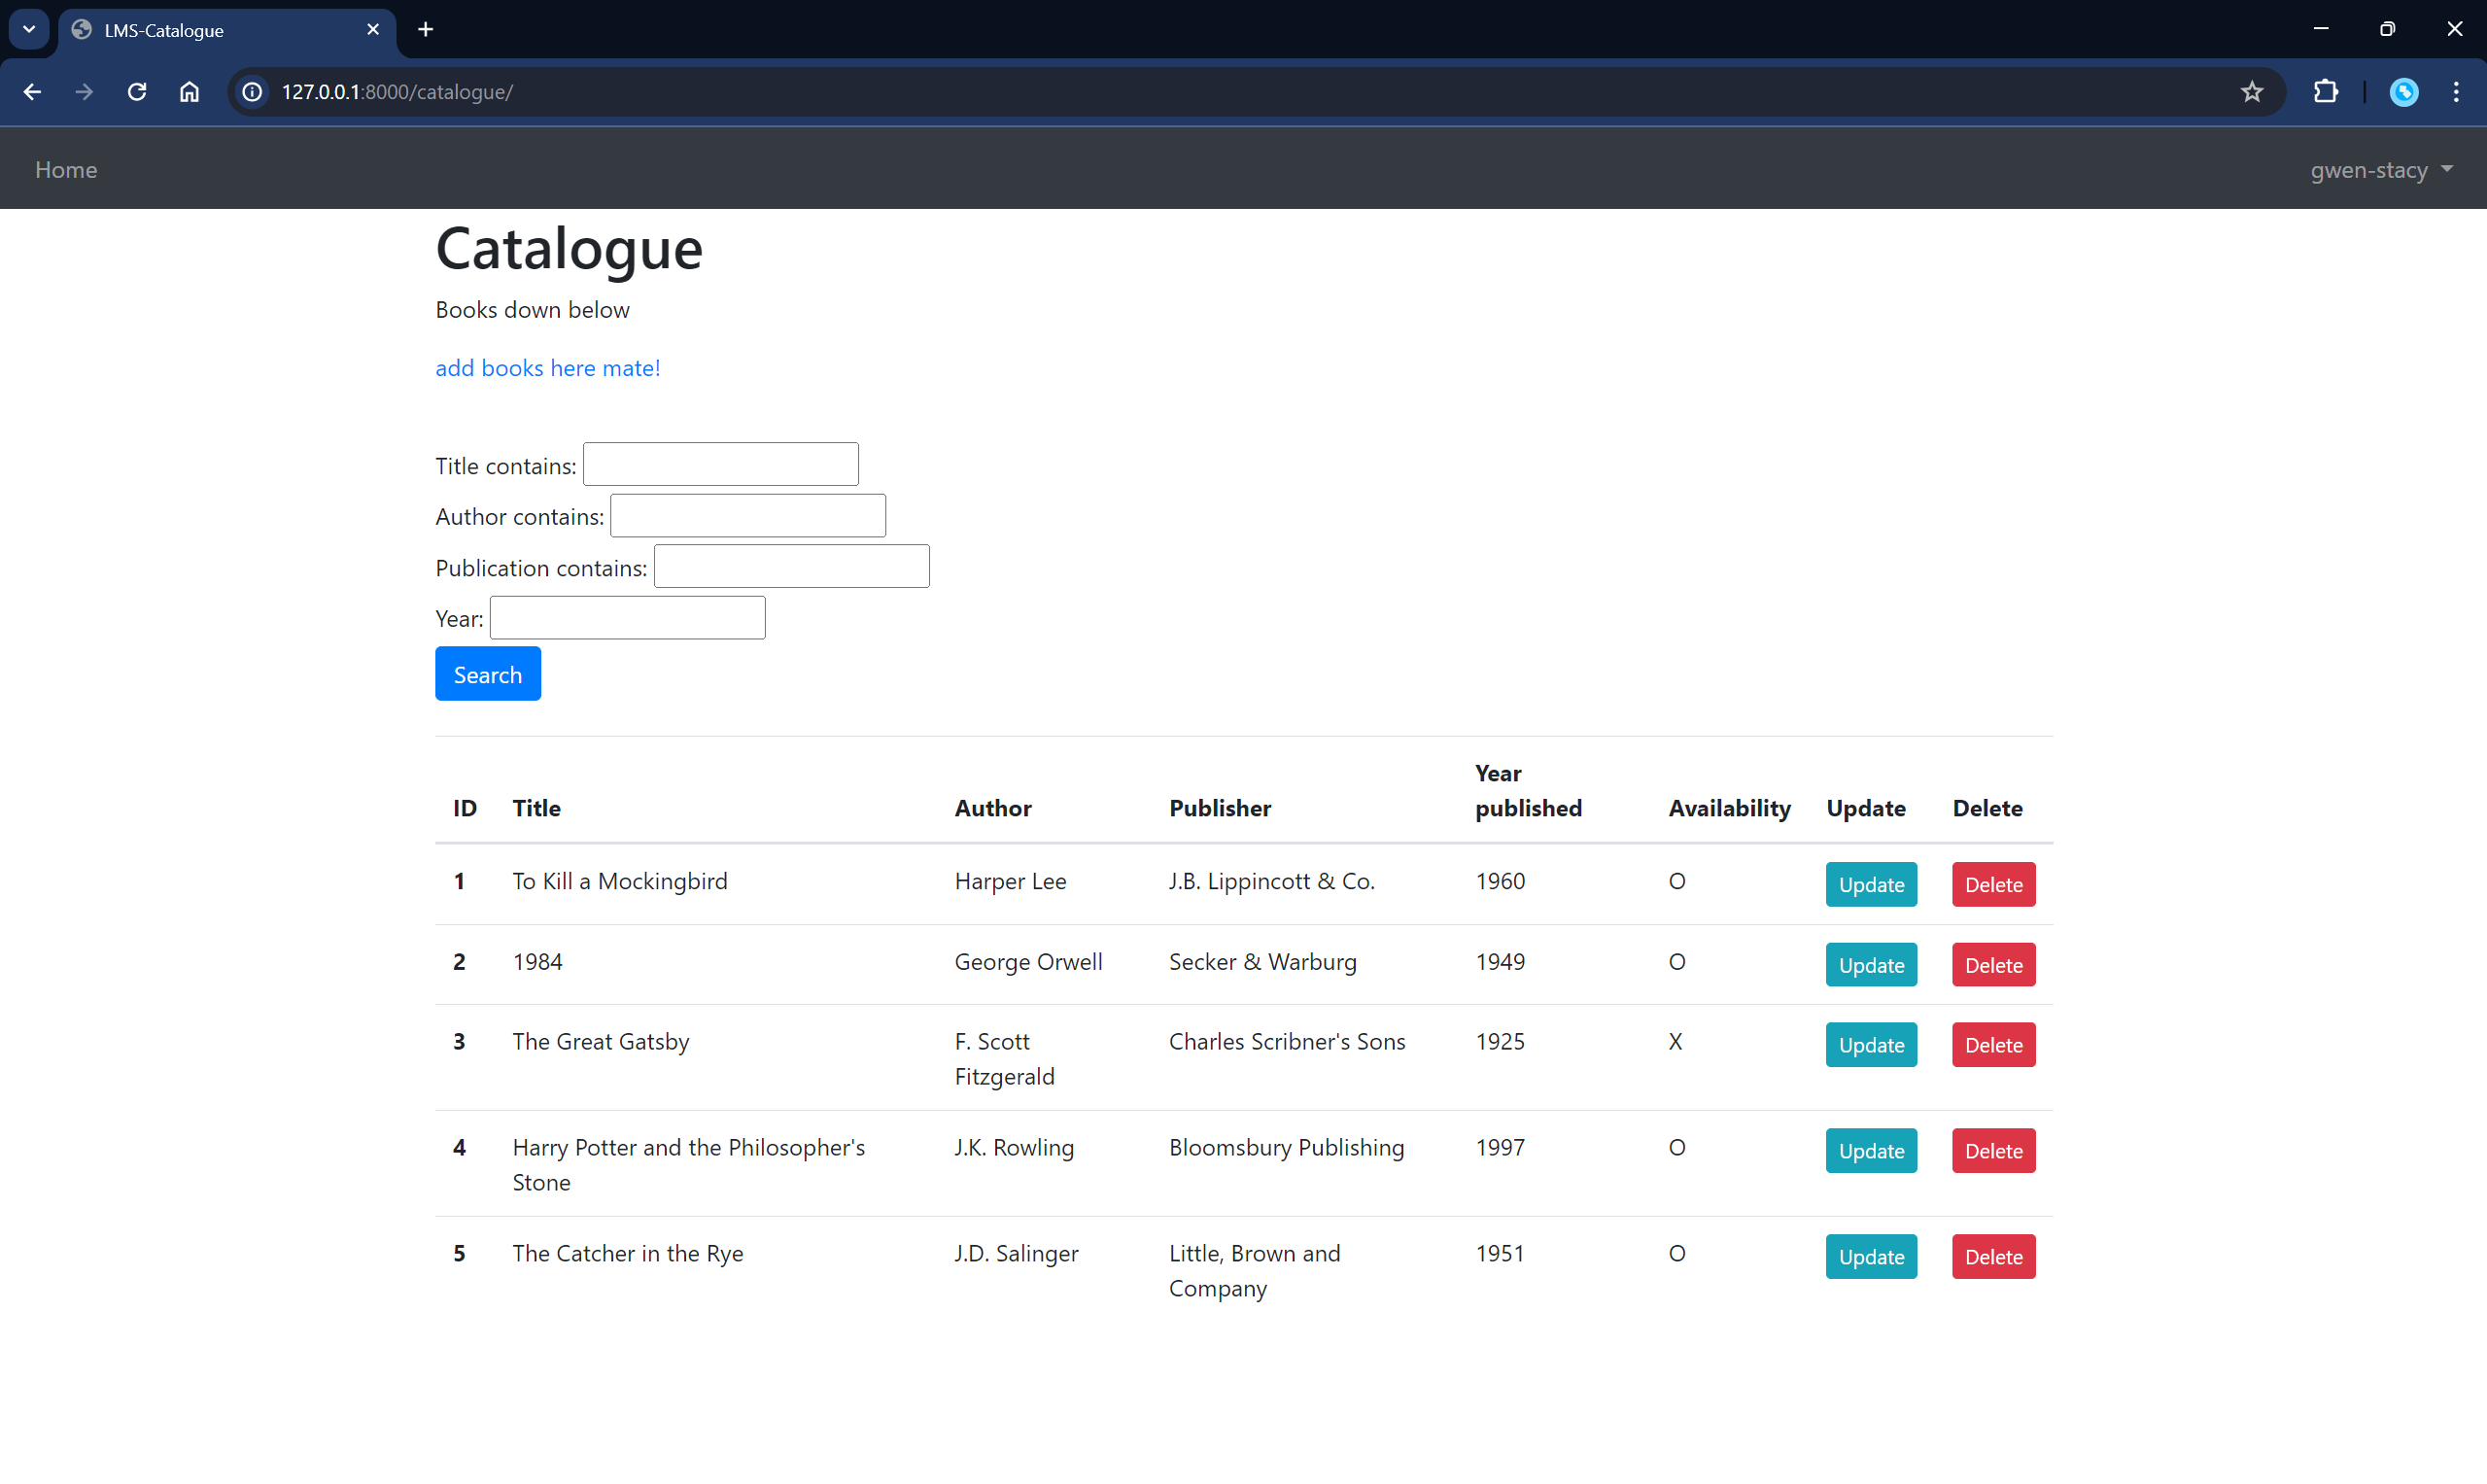 LMS-Catalogue
127.0.0.1:8000/catalogue/
Home
gwen-stacy
Catalogue
Books down below
add books here mate!
Title contains:
Author contains:
Publication contains:
Year:
Search
ID Title Author Publisher Year published Availability Update Delete
1 To Kill a Mockingbird Harper Lee J.B. Lippincott & Co. 1960 O Update Delete
2 1984 George Orwell Secker & Warburg 1949 O Update Delete
3 The Great Gatsby F. Scott Fitzgerald Charles Scribner's Sons 1925 X Update Delete
4 Harry Potter and the Philosopher's Stone J.K. Rowling Bloomsbury Publishing 1997 O Update Delete
5 The Catcher in the Rye J.D. Salinger Little, Brown and Company 1951 O Update Delete